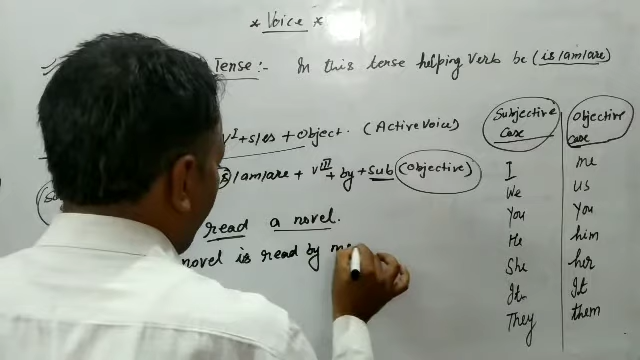 * Voice *
Tense :- In this tense helping verb be (is/am/are)
V I + s/es + Object. (Active Voice)
s/am/are + V III + by + Sub (Objective)
read a novel.
novel is read by me
Subjective Case
Objective Case
I me
We us
You You
He him
She her
It It
They them